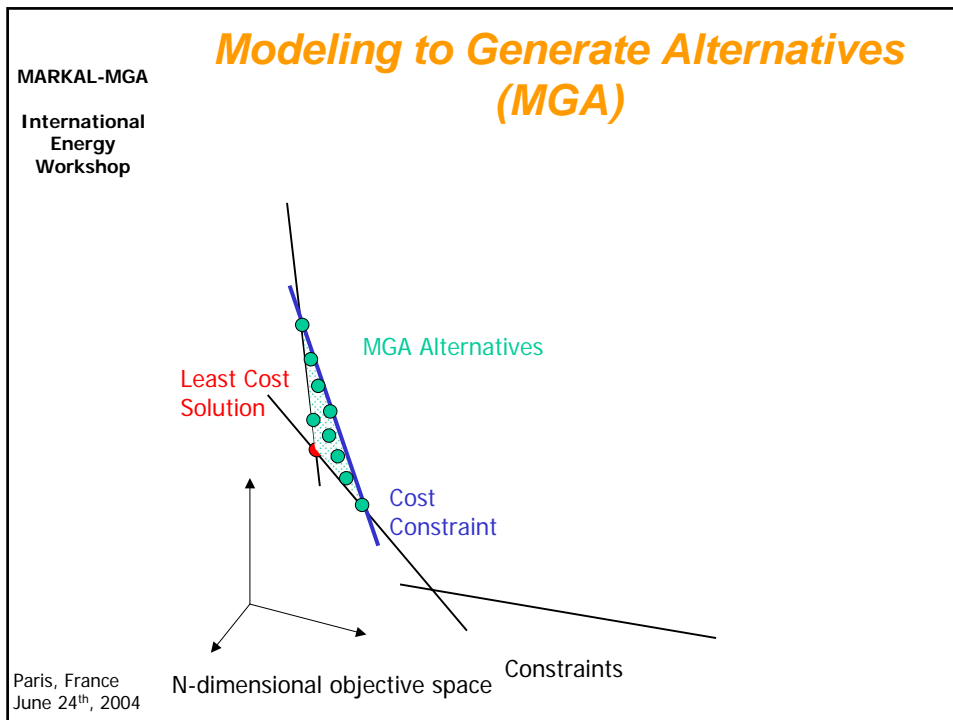 Modeling to Generate Alternatives
(MGA)
MARKAL-MGA
International
Energy
Workshop
MGA Alternatives
Least Cost
Solution
Cost
Constraint
Constraints
N-dimensional objective space
Paris, France
June 24th, 2004